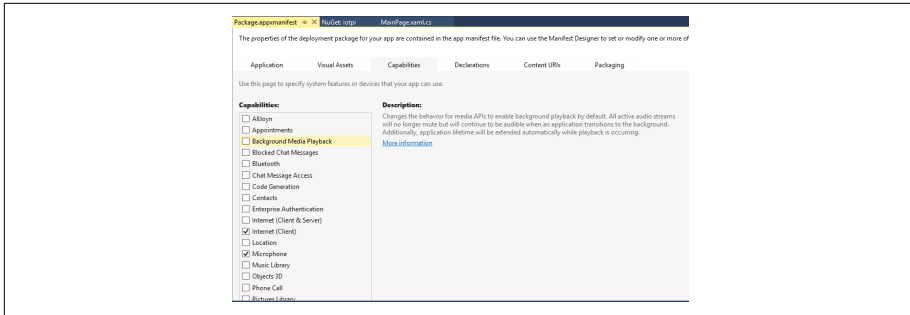 Package.appxmanifest NuGet: iotpi MainPage.xaml.cs
The properties of the deployment package for your app are contained in the app manifest file. You can use the Manifest Designer to set or modify one or more of
Application Visual Assets Capabilities Declarations Content URIs Packaging
Use this page to specify system features or devices that your app can use.
Capabilities:
AllJoyn
Appointments
Background Media Playback
Blocked Chat Messages
Bluetooth
Chat Message Access
Code Generation
Contacts
Enterprise Authentication
Internet (Client & Server)
Internet (Client)
Location
Microphone
Music Library
Objects 3D
Phone Call
Pictures Library
Description:
Changes the behavior for media APIs to enable background playback by default. All active audio streams
will no longer mute but will continue to be audible when an application transitions to the background.
Additionally, application lifetime will be extended automatically while playback is occuring.
More information